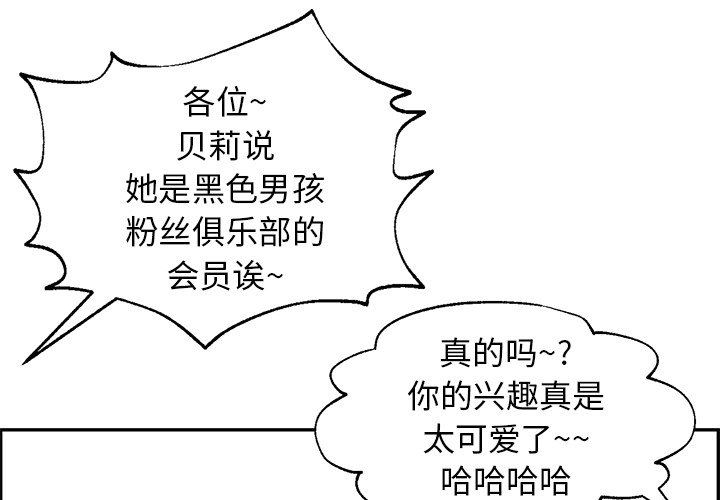 各位~
贝莉说
她是黑色男孩
粉丝俱乐部的
会员诶~
真的吗~?
你的兴趣真是
太可爱了~~
哈哈哈哈